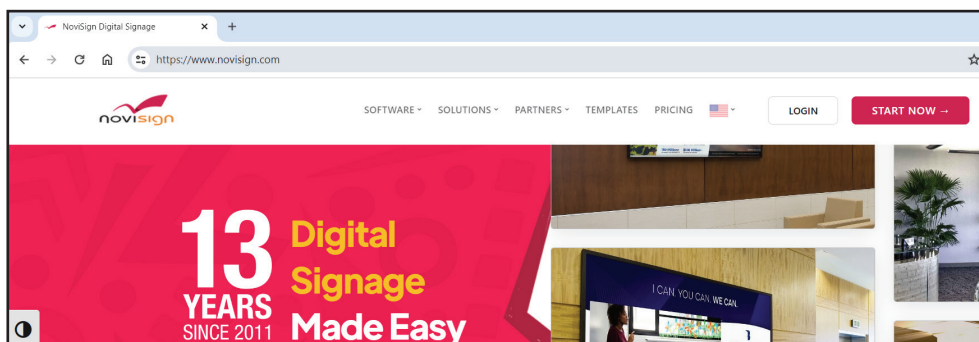 NoviSign Digital Signage
https://www.novisign.com
novisign
SOFTWARE SOLUTIONS PARTNERS TEMPLATES PRICING LOGIN START NOW →
13
YEARS
SINCE 2011
Digital
Signage
Made Easy
I CAN. YOU CAN. WE CAN.